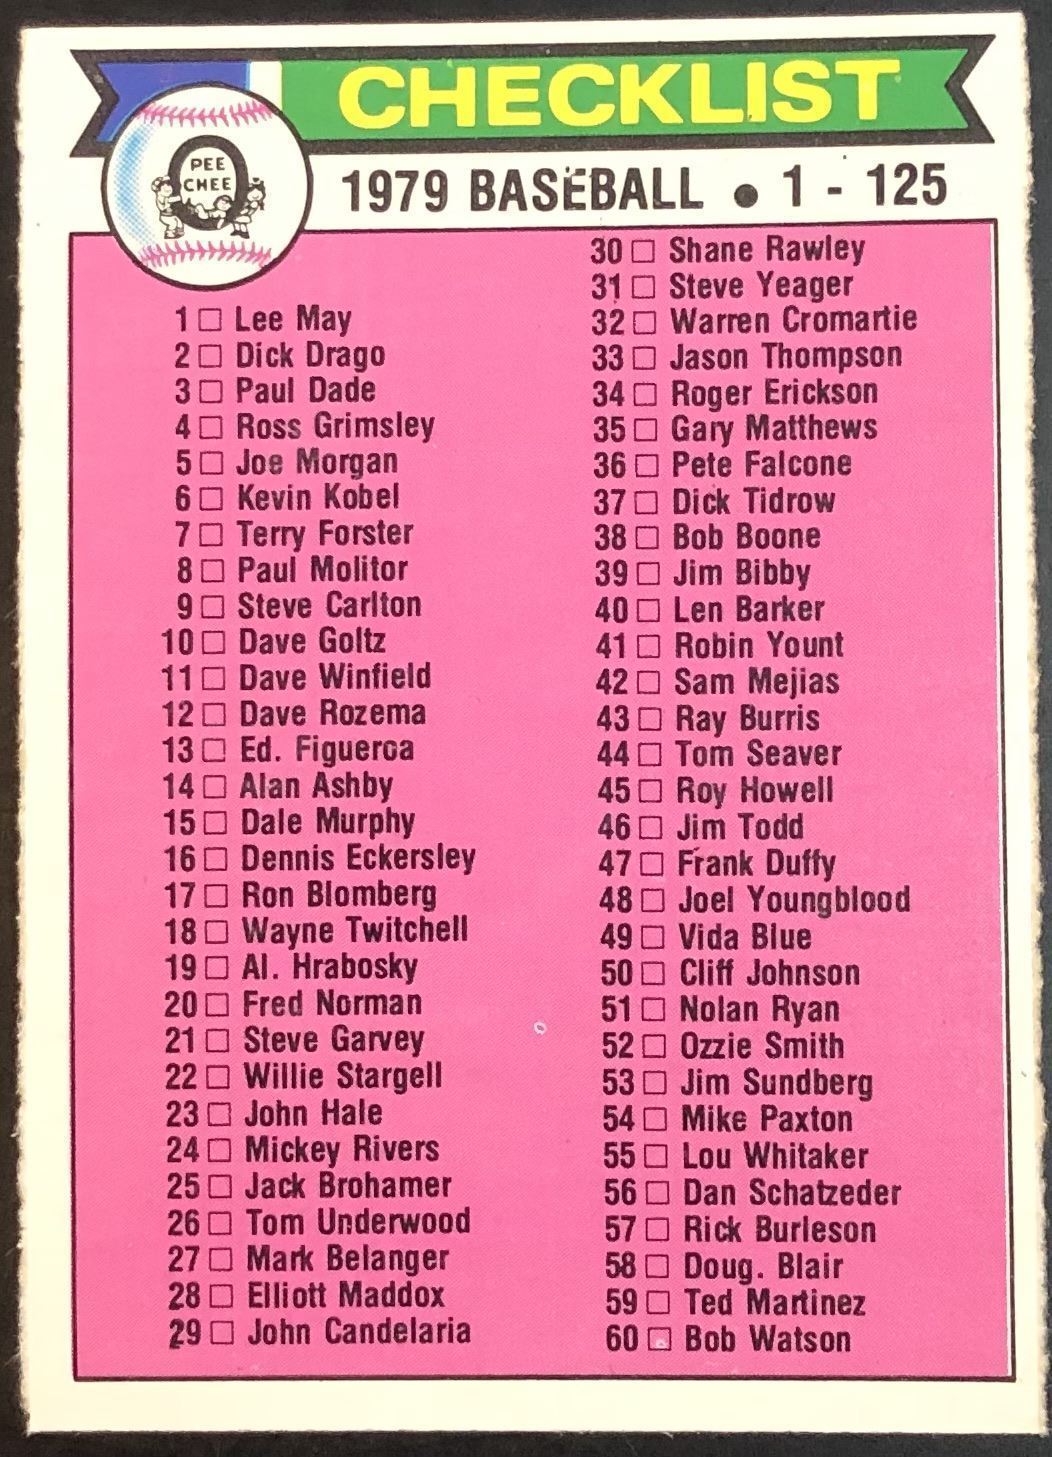 CHECKLIST
PEE
CHEE
1979 BASEBALL ● 1 - 125
1 □ Lee May
2 □ Dick Drago
3 □ Paul Dade
4 □ Ross Grimsley
5 □ Joe Morgan
6 □ Kevin Kobel
7 □ Terry Forster
8 □ Paul Molitor
9 □ Steve Carlton
10 □ Dave Goltz
11 □ Dave Winfield
12 □ Dave Rozema
13 □ Ed. Figueroa
14 □ Alan Ashby
15 □ Dale Murphy
16 □ Dennis Eckersley
17 □ Ron Blomberg
18 □ Wayne Twitchell
19 □ Al. Hrabosky
20 □ Fred Norman
21 □ Steve Garvey
22 □ Willie Stargell
23 □ John Hale
24 □ Mickey Rivers
25 □ Jack Brohamer
26 □ Tom Underwood
27 □ Mark Belanger
28 □ Elliott Maddox
29 □ John Candelaria
30 □ Shane Rawley
31 □ Steve Yeager
32 □ Warren Cromartie
33 □ Jason Thompson
34 □ Roger Erickson
35 □ Gary Matthews
36 □ Pete Falcone
37 □ Dick Tidrow
38 □ Bob Boone
39 □ Jim Bibby
40 □ Len Barker
41 □ Robin Yount
42 □ Sam Mejias
43 □ Ray Burris
44 □ Tom Seaver
45 □ Roy Howell
46 □ Jim Todd
47 □ Frank Duffy
48 □ Joel Youngblood
49 □ Vida Blue
50 □ Cliff Johnson
51 □ Nolan Ryan
52 □ Ozzie Smith
53 □ Jim Sundberg
54 □ Mike Paxton
55 □ Lou Whitaker
56 □ Dan Schatzeder
57 □ Rick Burleson
58 □ Doug. Blair
59 □ Ted Martinez
60 □ Bob Watson